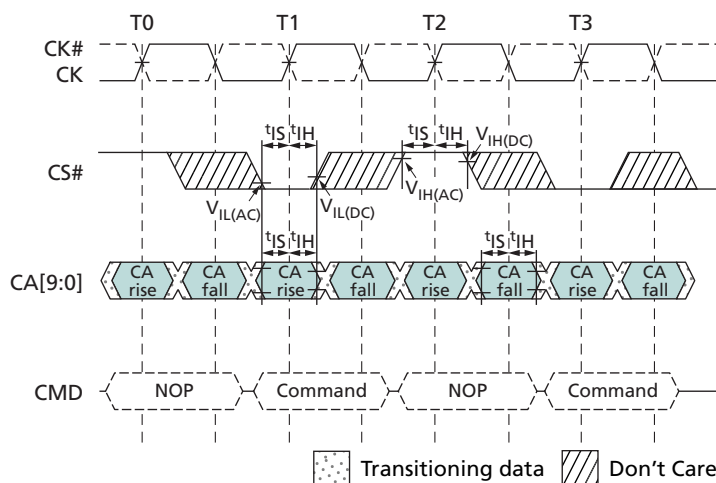 T0 T1 T2 T3
CK#
CK
tIS tIH tIS tIH
VIH(DC)
CS#
VIL(AC) VIL(DC) VIH(AC)
tIS tIH tIS tIH
CA[9:0]
CA rise CA fall CA rise CA fall CA rise CA fall CA rise CA fall
CMD NOP Command NOP Command
Transitioning data Don't Care